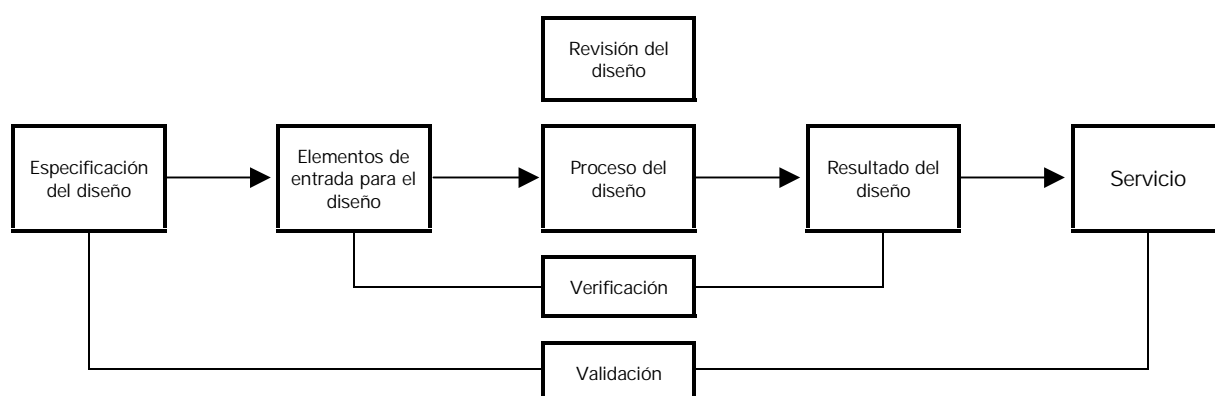 Revisión del
diseño
Especificación
del diseño
Elementos de
entrada para el
diseño
Proceso del
diseño
Resultado del
diseño
Servicio
Verificación
Validación